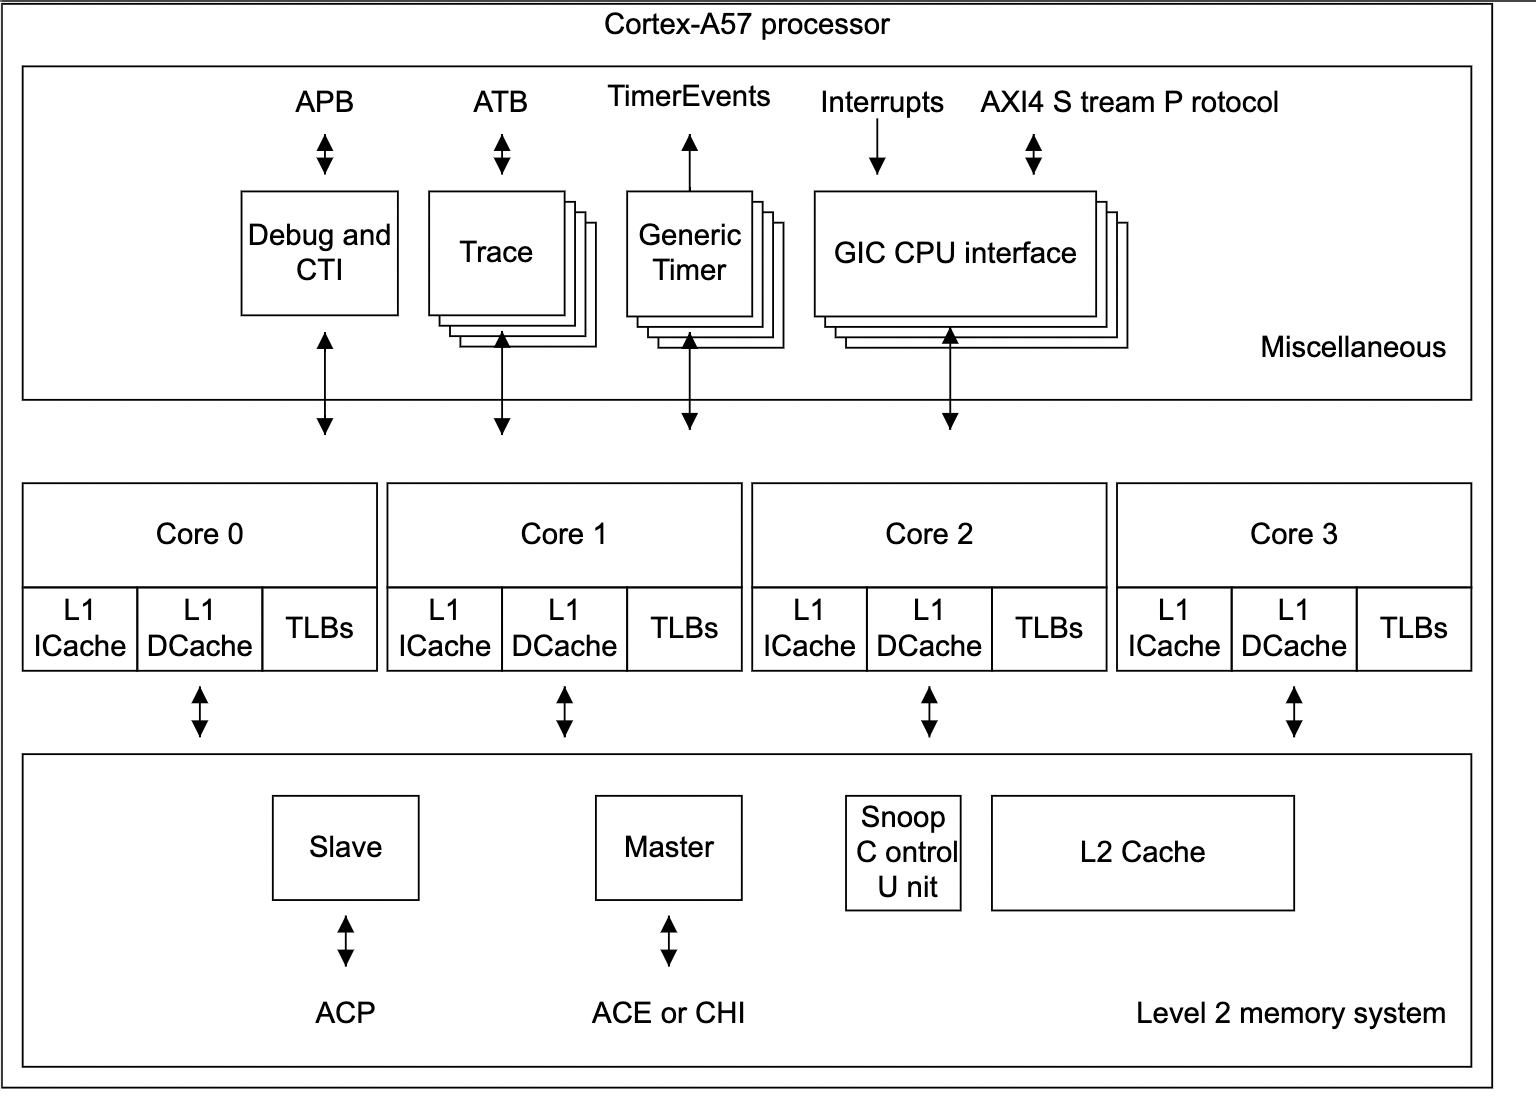 Cortex-A57 processor
APB
ATB
TimerEvents
Interrupts
AXI4 S tream P rotocol
Debug and
CTI
Trace
Generic
Timer
GIC CPU interface
Miscellaneous
Core 0
Core 1
Core 2
Core 3
L1
ICache
L1
DCache
TLBs
L1
ICache
L1
DCache
TLBs
L1
ICache
L1
DCache
TLBs
L1
ICache
L1
DCache
TLBs
Slave
Master
Snoop
C ontrol
U nit
L2 Cache
ACP
ACE or CHI
Level 2 memory system